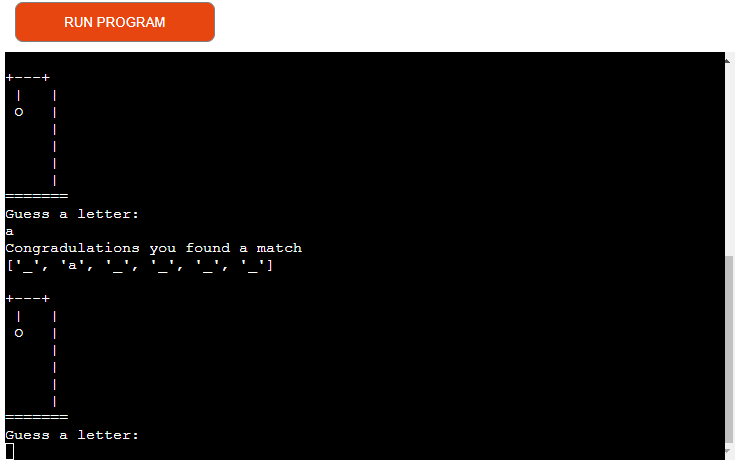 RUN PROGRAM
+---+
 |   |
 O   |
     |
     |
     |
     |
=======
Guess a letter:
a
Congradulations you found a match
['_', 'a', '_', '_', '_', '_']
+---+
 |   |
 O   |
     |
     |
     |
     |
=======
Guess a letter: